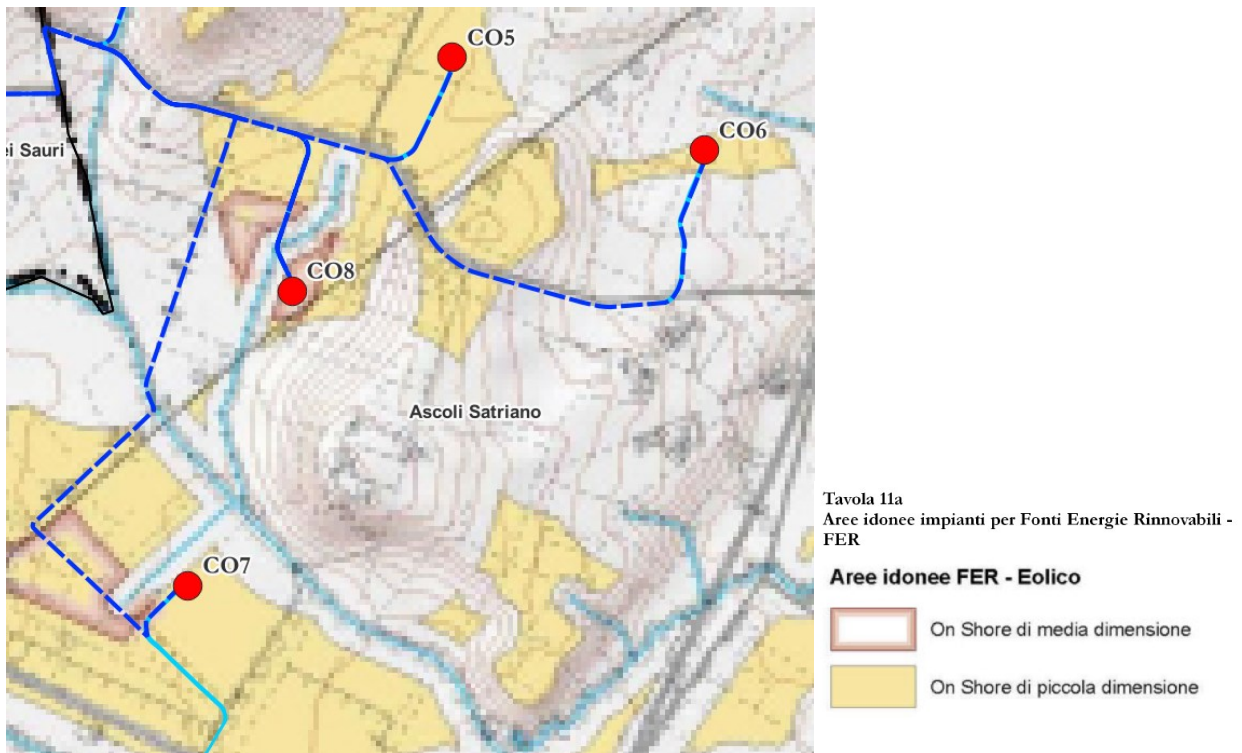 CO5
CO6
ei Sauri
CO8
Ascoli Satriano
CO7
Tavola 11a
Aree idonee impianti per Fonti Energie Rinnovabili -
FER
Aree idonee FER - Eolico
On Shore di media dimensione
On Shore di piccola dimensione